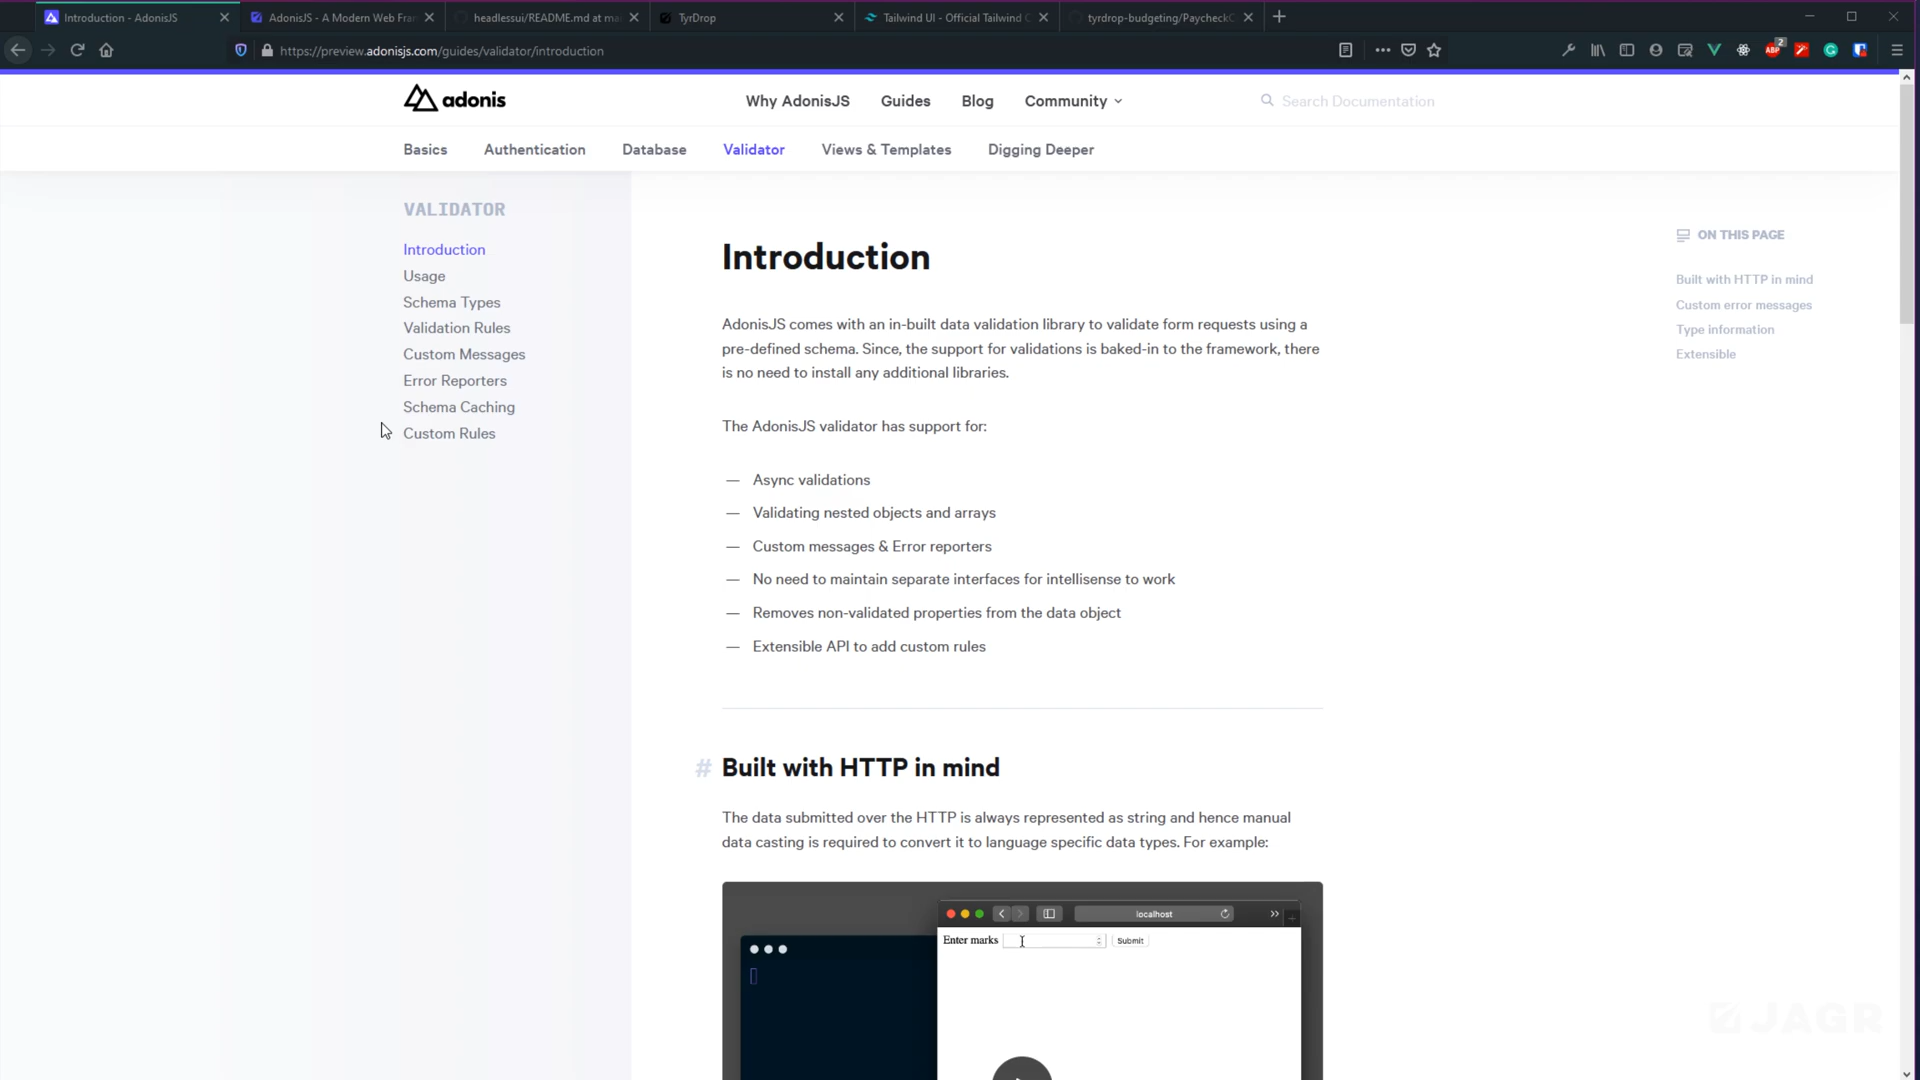 Introduction - AdonisJS
AdonisJS - A Modern Web Fran
headlessui/README.md at ma
TyrDrop
Tailwind UI - Official Tailwind C
tyrdrop-budgeting/PaycheckC
https://preview.adonisjs.com/guides/validator/introduction
ABP
2
adonis
Why AdonisJS
Guides
Blog
Community
Search Documentation
Basics
Authentication
Database
Validator
Views & Templates
Digging Deeper
VALIDATOR
Introduction
Usage
Schema Types
Validation Rules
Custom Messages
Error Reporters
Schema Caching
Custom Rules
Introduction
AdonisJS comes with an in-built data validation library to validate form requests using a
pre-defined schema. Since, the support for validations is baked-in to the framework, there
is no need to install any additional libraries.
The AdonisJS validator has support for:
— Async validations
— Validating nested objects and arrays
— Custom messages & Error reporters
— No need to maintain separate interfaces for intellisense to work
— Removes non-validated properties from the data object
— Extensible API to add custom rules
# Built with HTTP in mind
The data submitted over the HTTP is always represented as string and hence manual
data casting is required to convert it to language specific data types. For example:
localhost
Enter marks
Submit
ON THIS PAGE
Built with HTTP in mind
Custom error messages
Type information
Extensible
JAGR